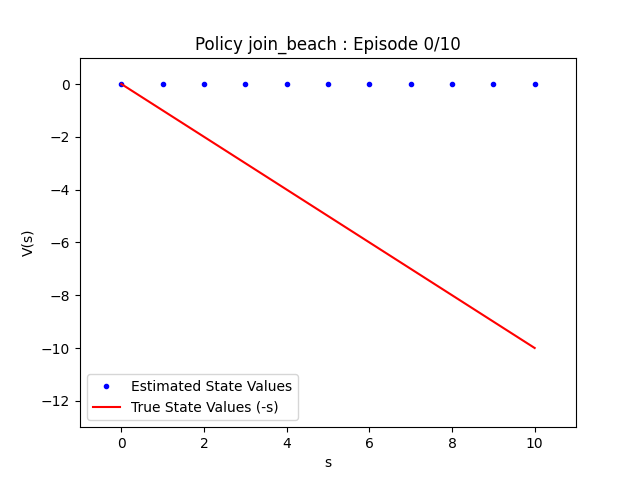 Policy join_beach : Episode 0/10
0
−2
−4
−6
−8
−10
−12
V(s)
Estimated State Values
True State Values (-s)
0 2 4 6 8 10
s